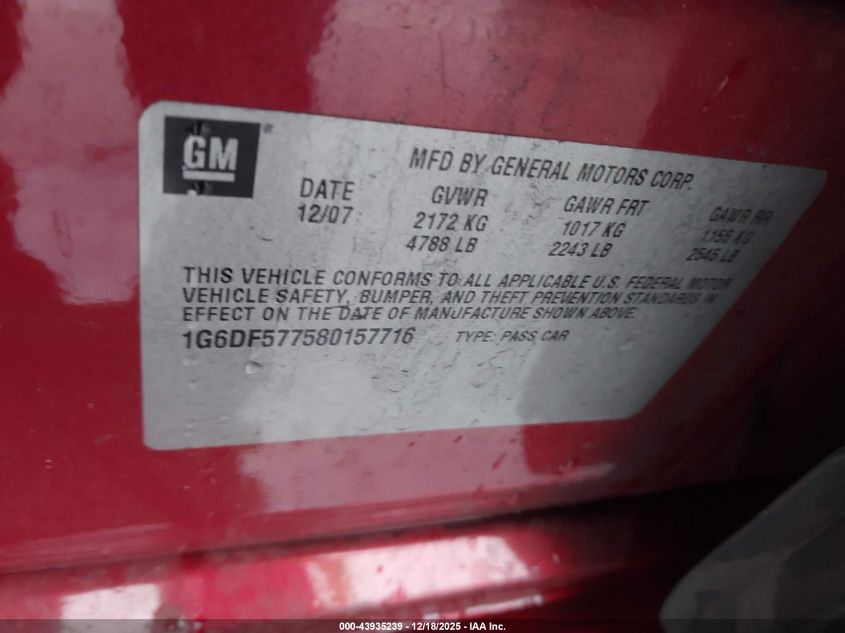 GM
MFD BY GENERAL MOTORS CORP.
DATE GVWR GAWR FRT GAWR RR
12/07 2172 KG 1017 KG 1155 KG
4788 LB 2243 LB 2545 LB
THIS VEHICLE CONFORMS TO ALL APPLICABLE U.S. FEDERAL MOTOR
VEHICLE SAFETY, BUMPER, AND THEFT PREVENTION STANDARDS IN
EFFECT ON THE DATE OF MANUFACTURE SHOWN ABOVE.
1G6DF577580157716 TYPE: PASS CAR
000-43935239 - 12/18/2025 - IAA Inc.